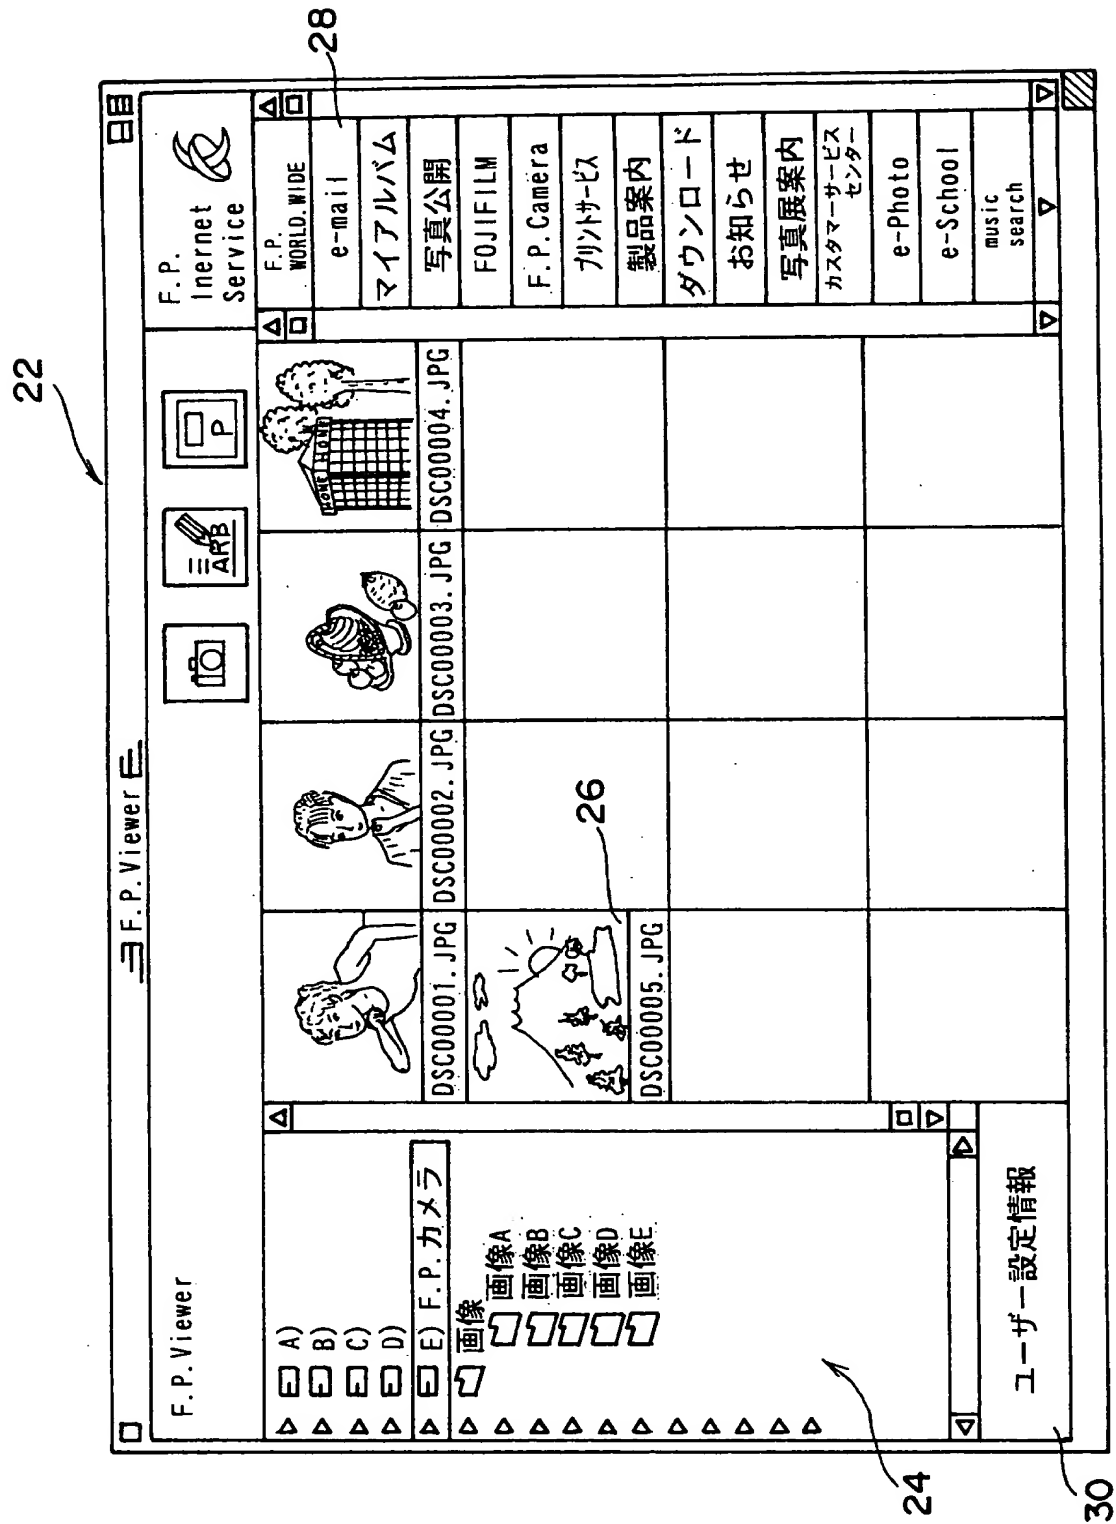 22
F.P.Viewer
F.P.Viewer
F.P.
Inernet
Service
P
ARB
A)
B)
C)
D)
E) F.P.カメラ
画像
画像A
画像B
画像C
画像D
画像E
24
ユーザー設定情報
30
HOME HOME
DSC00001.JPG
DSC00002.JPG
DSC00003.JPG
DSC00004.JPG
26
DSC00005.JPG
28
F.P.
WORLD.WIDE
e-mail
マイアルバム
写真公開
FOJIFILM
F.P.Camera
プリントサービス
製品案内
ダウンロード
お知らせ
写真展案内
カスタマーサービス
センター
e-Photo
e-School
music
search